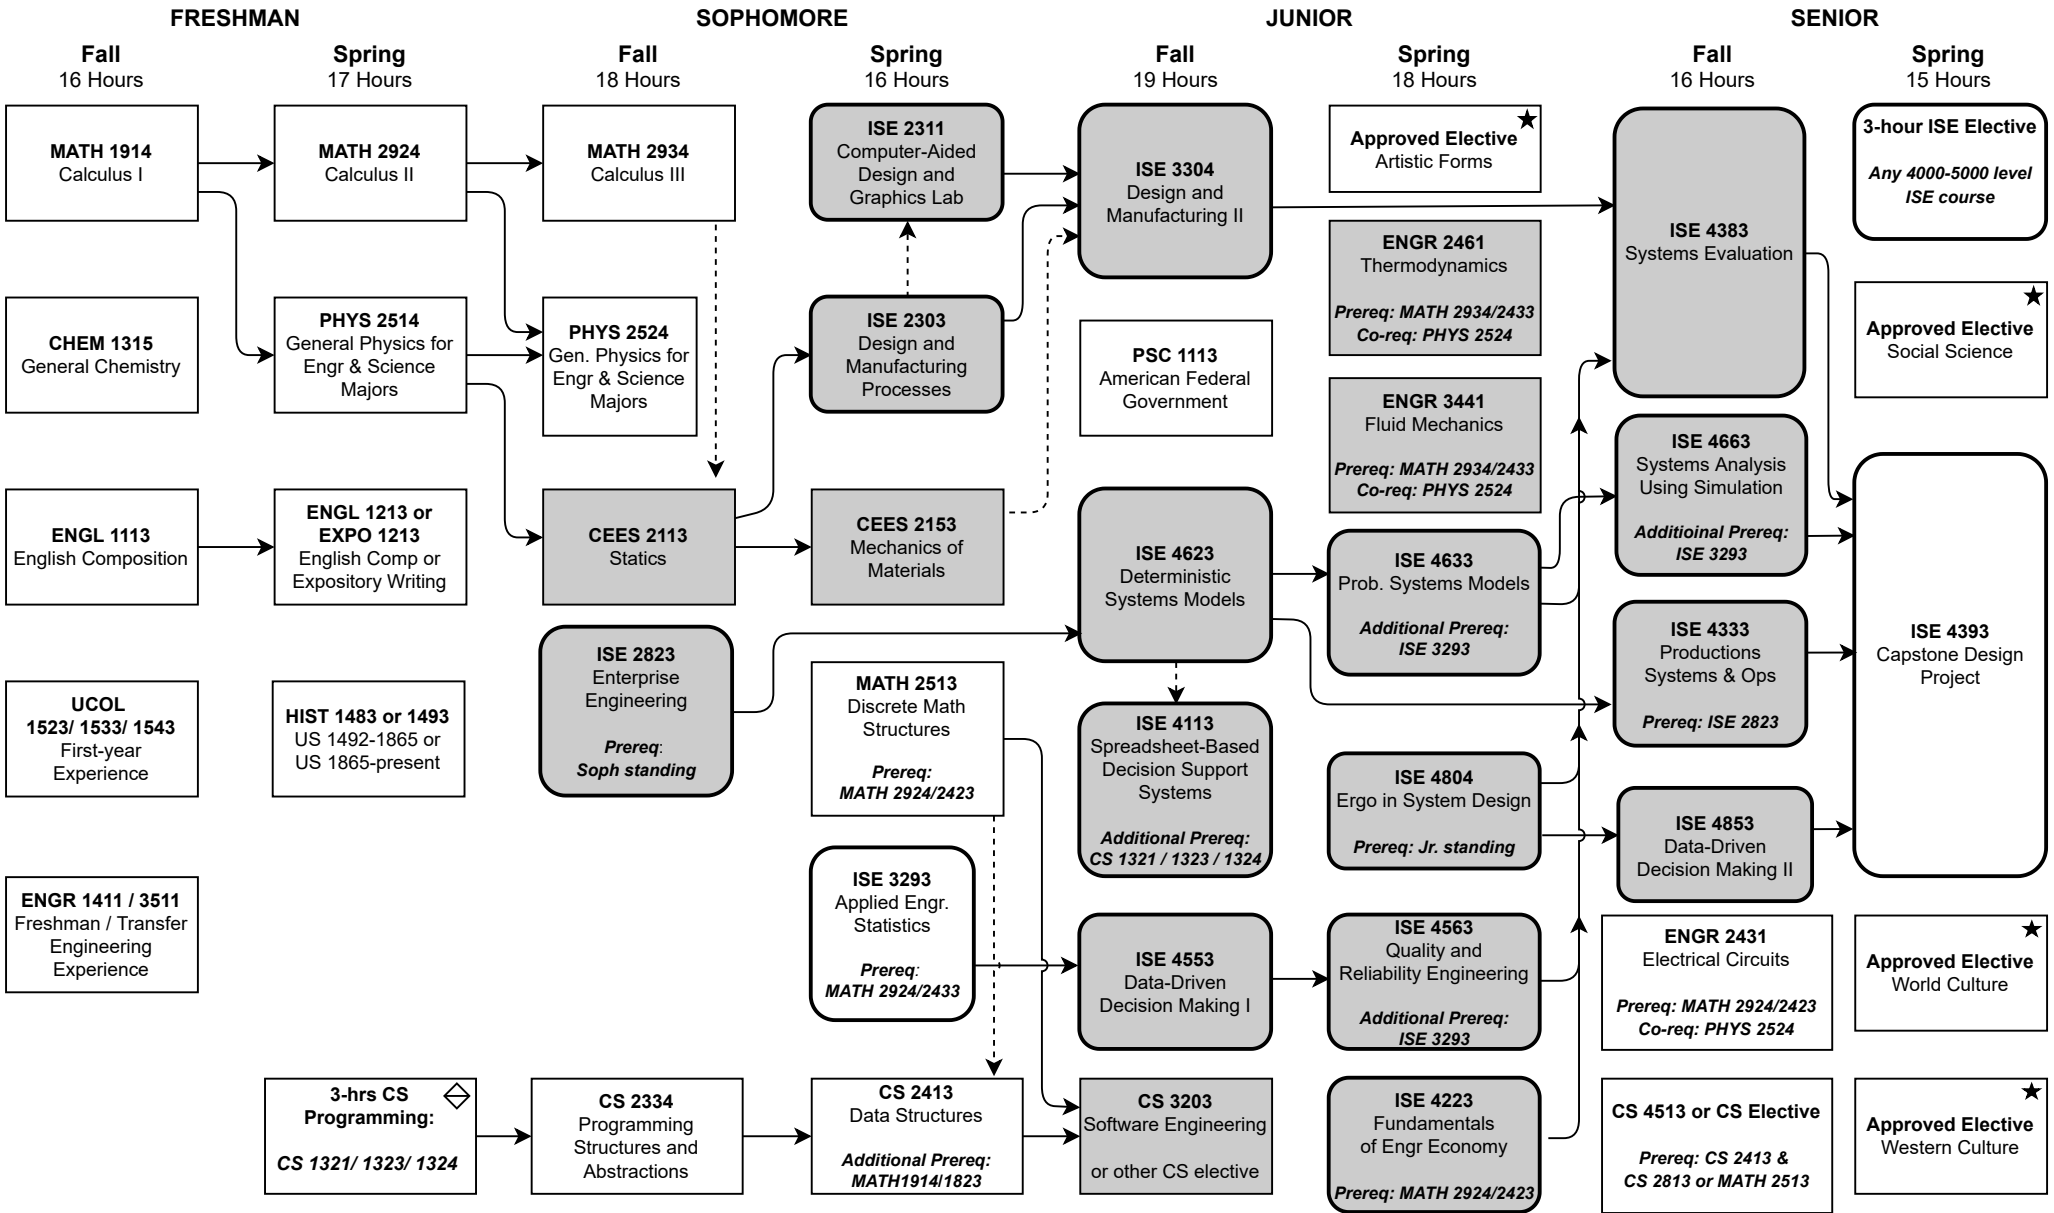 FRESHMAN
SOPHOMORE
JUNIOR
SENIOR
Fall
16 Hours
Spring
17 Hours
Fall
18 Hours
Spring
16 Hours
Fall
19 Hours
Spring
18 Hours
Fall
16 Hours
Spring
15 Hours
MATH 1914
Calculus I
CHEM 1315
General Chemistry
ENGL 1113
English Composition
UCOL
1523/ 1533/ 1543
First-year
Experience
ENGR 1411 / 3511
Freshman / Transfer
Engineering
Experience
MATH 2924
Calculus II
PHYS 2514
General Physics for
Engr & Science
Majors
ENGL 1213 or
EXPO 1213
English Comp or
Expository Writing
HIST 1483 or 1493
US 1492-1865 or
US 1865-present
3-hrs CS
Programming:
CS 1321/ 1323/ 1324
MATH 2934
Calculus III
PHYS 2524
Gen. Physics for
Engr & Science
Majors
CEES 2113
Statics
ISE 2823
Enterprise
Engineering
Prereq:
Soph standing
CS 2334
Programming
Structures and
Abstractions
ISE 2311
Computer-Aided
Design and
Graphics Lab
ISE 2303
Design and
Manufacturing
Processes
CEES 2153
Mechanics of
Materials
MATH 2513
Discrete Math
Structures
Prereq:
MATH 2924/2423
ISE 3293
Applied Engr.
Statistics
Prereq:
MATH 2924/2433
CS 2413
Data Structures
Additional Prereq:
MATH1914/1823
ISE 3304
Design and
Manufacturing II
PSC 1113
American Federal
Government
ISE 4623
Deterministic
Systems Models
ISE 4113
Spreadsheet-Based
Decision Support
Systems
Additional Prereq:
CS 1321 / 1323 / 1324
ISE 4553
Data-Driven
Decision Making I
CS 3203
Software Engineering
or other CS elective
Approved Elective
Artistic Forms
ENGR 2461
Thermodynamics
Prereq: MATH 2934/2433
Co-req: PHYS 2524
ENGR 3441
Fluid Mechanics
Prereq: MATH 2934/2433
Co-req: PHYS 2524
ISE 4633
Prob. Systems Models
Additional Prereq:
ISE 3293
ISE 4804
Ergo in System Design
Prereq: Jr. standing
ISE 4563
Quality and
Reliability Engineering
Additional Prereq:
ISE 3293
ISE 4223
Fundamentals
of Engr Economy
Prereq: MATH 2924/2423
ISE 4383
Systems Evaluation
ISE 4663
Systems Analysis
Using Simulation
Additioinal Prereq:
ISE 3293
ISE 4333
Productions
Systems & Ops
Prereq: ISE 2823
ISE 4853
Data-Driven
Decision Making II
ENGR 2431
Electrical Circuits
Prereq: MATH 2924/2423
Co-req: PHYS 2524
CS 4513 or CS Elective
Prereq: CS 2413 &
CS 2813 or MATH 2513
3-hour ISE Elective
Any 4000-5000 level
ISE course
Approved Elective
Social Science
ISE 4393
Capstone Design
Project
Approved Elective
World Culture
Approved Elective
Western Culture